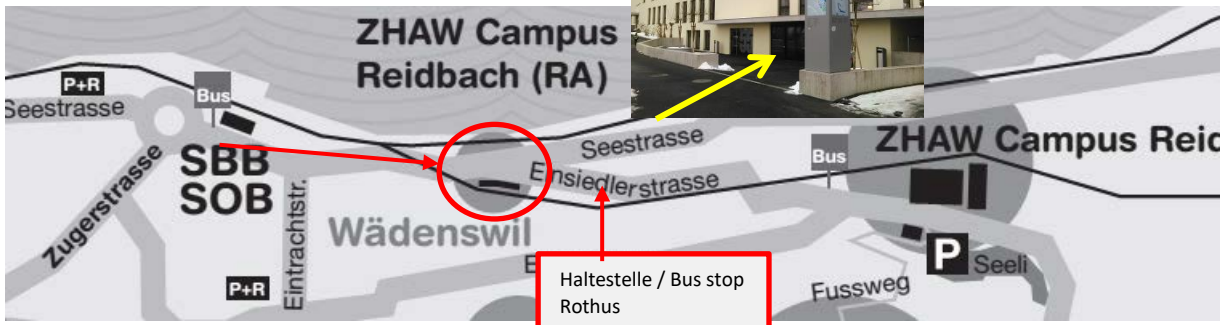 ZHAW Campus
Reidbach (RA)
P+R
Bus
Seestrasse
Seestrasse
Bus
ZHAW Campus Reid
SBB
SOB
Einsiedlerstrasse
Zugerstrasse
Eintrachtstr.
Wädenswil
P+R
Haltestelle / Bus stop
Rothus
P
Seeli
Fussweg